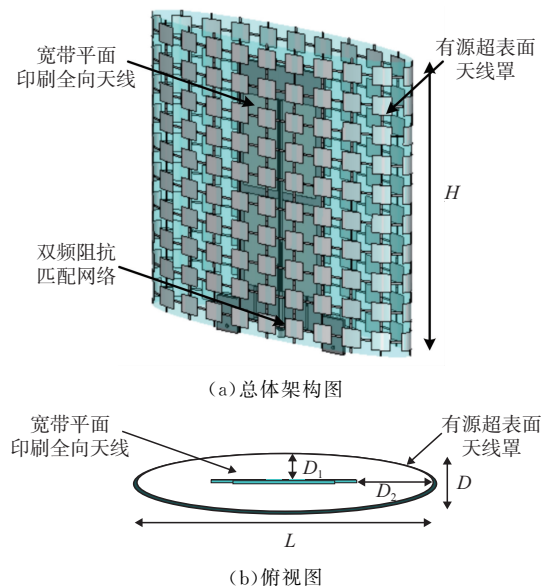 宽带平面
印刷全向天线
有源超表面
天线罩
H
双频阻抗
匹配网络
(a)总体架构图
宽带平面
印刷全向天线
有源超表面
天线罩
D₁
D₂
D
L
(b)俯视图